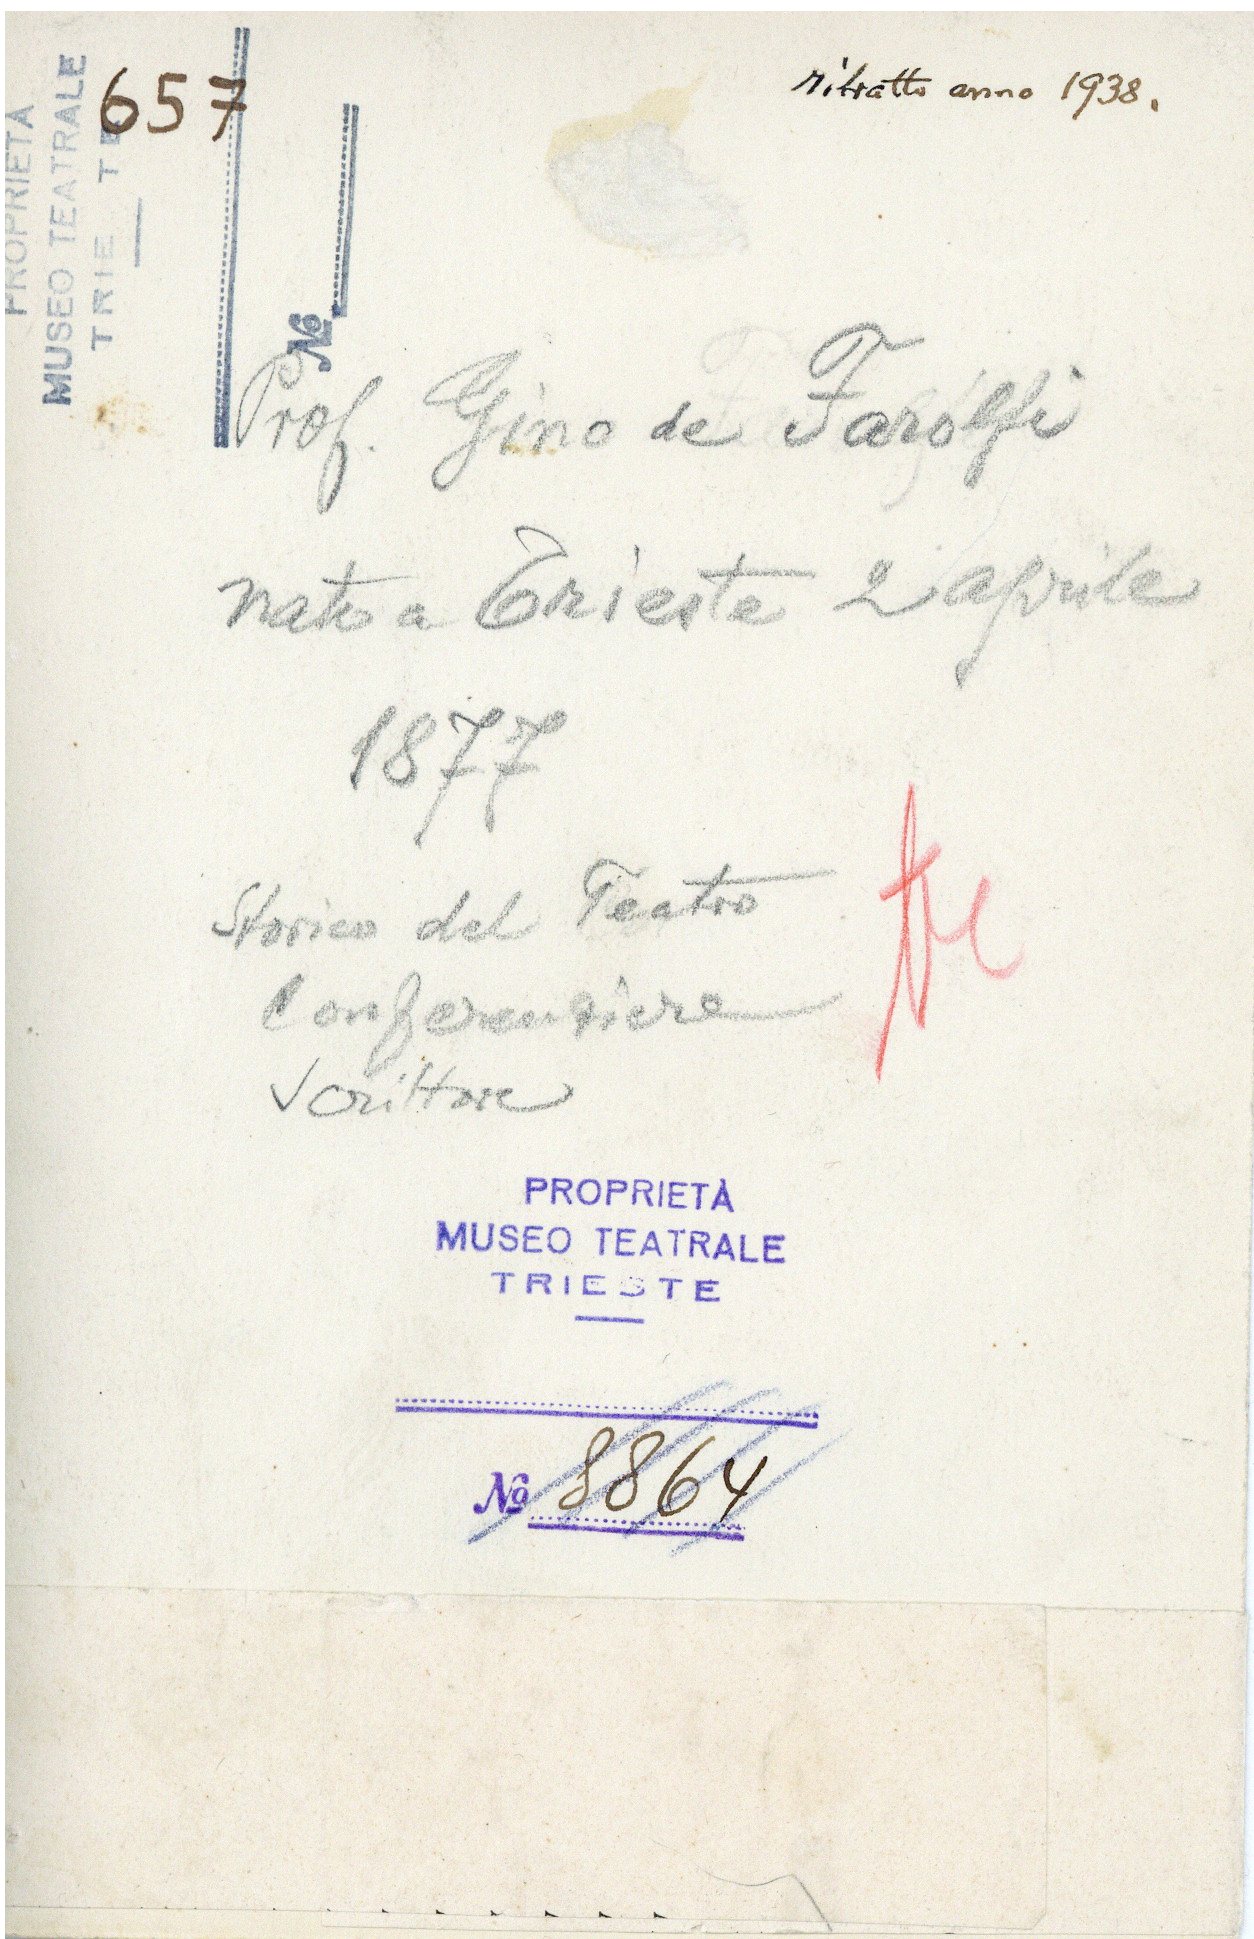 657
ritratto anno 1938.
PROPRIETÀ
MUSEO TEATRALE
TRIE TE
No
Prof. Gino de Farolfi
nato a Trieste 2 aprile
1877
Storico del Teatro
Conferenziere
Scrittore
PROPRIETÀ
MUSEO TEATRALE
TRIESTE
No 8864